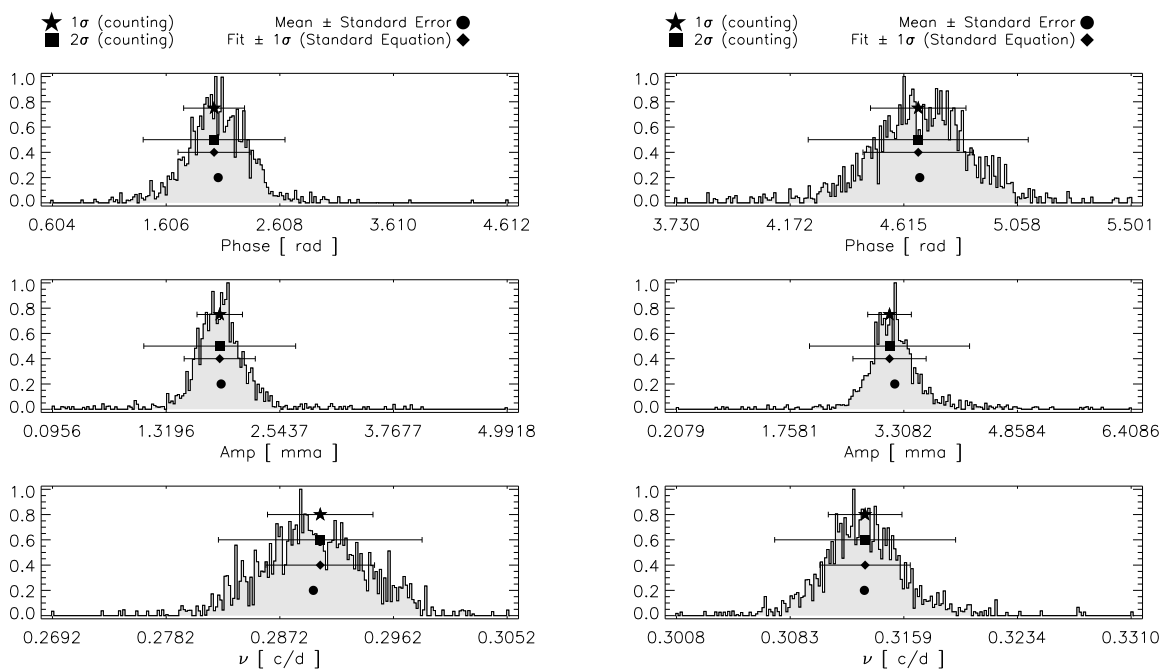 ★ 1σ (counting) Mean ± Standard Error ●
■ 2σ (counting) Fit ± 1σ (Standard Equation) ◆
1.0
0.8
0.6
0.4
0.2
0.0
0.604 1.606 2.608 3.610 4.612
Phase [ rad ]
1.0
0.8
0.6
0.4
0.2
0.0
0.0956 1.3196 2.5437 3.7677 4.9918
Amp [ mma ]
1.0
0.8
0.6
0.4
0.2
0.0
0.2692 0.2782 0.2872 0.2962 0.3052
ν [ c/d ]
★ 1σ (counting) Mean ± Standard Error ●
■ 2σ (counting) Fit ± 1σ (Standard Equation) ◆
1.0
0.8
0.6
0.4
0.2
0.0
3.730 4.172 4.615 5.058 5.501
Phase [ rad ]
1.0
0.8
0.6
0.4
0.2
0.0
0.2079 1.7581 3.3082 4.8584 6.4086
Amp [ mma ]
1.0
0.8
0.6
0.4
0.2
0.0
0.3008 0.3083 0.3159 0.3234 0.3310
ν [ c/d ]